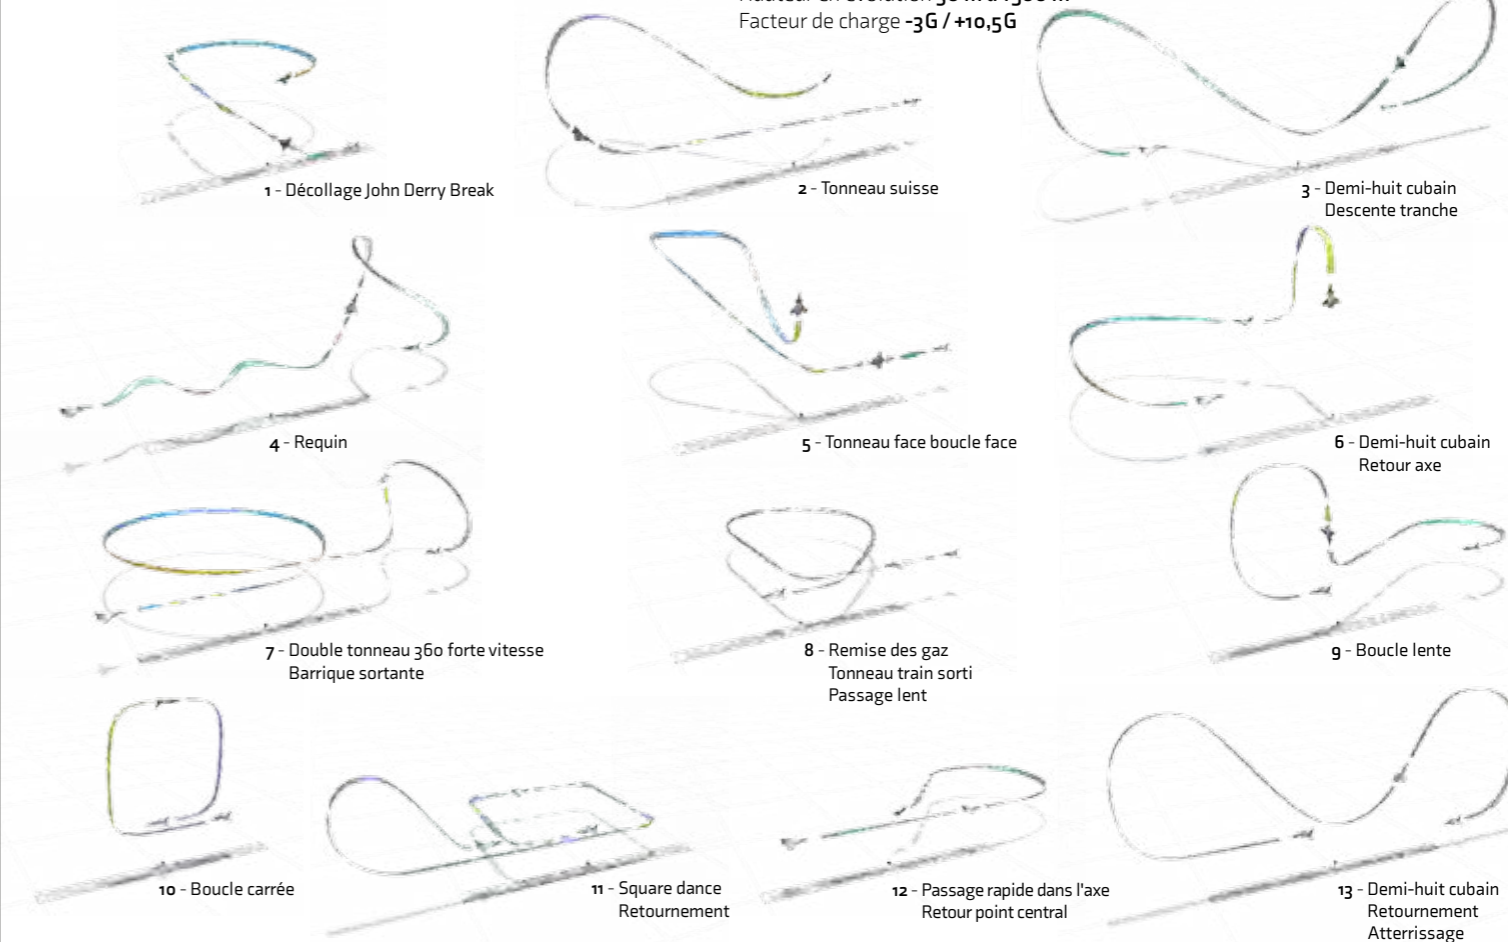 Facteur de charge -3G / +10,5G
1 - Décollage John Derry Break
2 - Tonneau suisse
3 - Demi-huit cubain
Descente tranche
4 - Requin
5 - Tonneau face boucle face
6 - Demi-huit cubain
Retour axe
7 - Double tonneau 360 forte vitesse
Barrique sortante
8 - Remise des gaz
Tonneau train sorti
Passage lent
9 - Boucle lente
10 - Boucle carrée
11 - Square dance
Retournement
12 - Passage rapide dans l'axe
Retour point central
13 - Demi-huit cubain
Retournement
Atterrissage